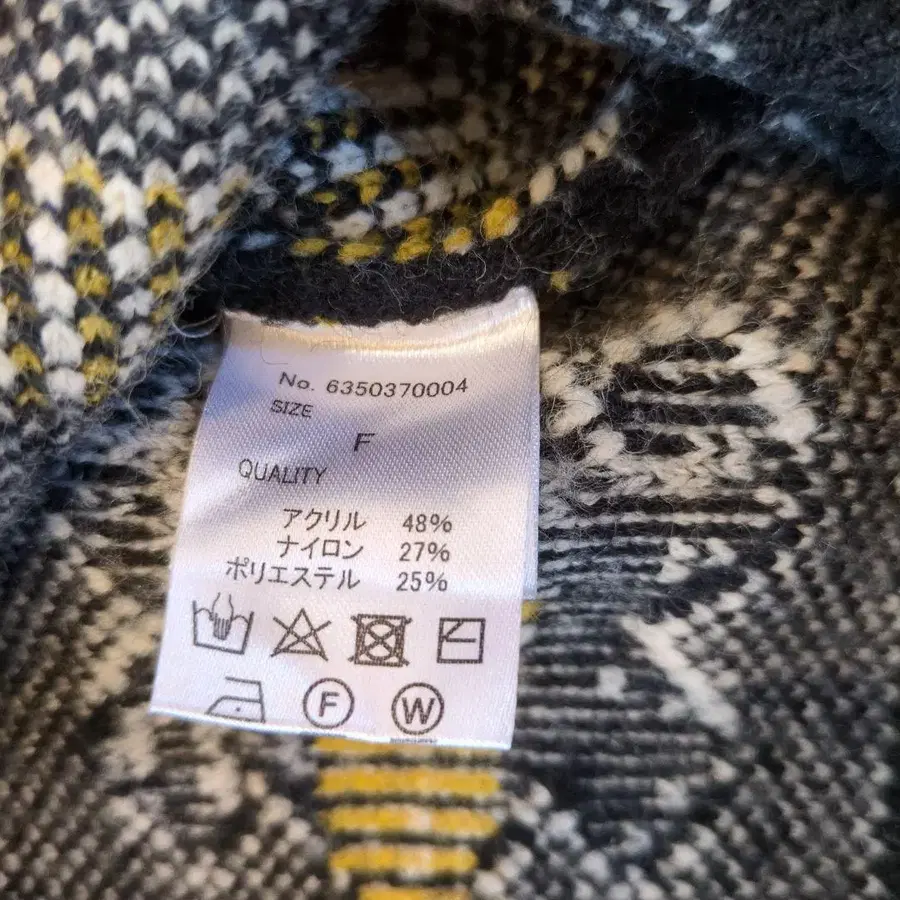 No. 6350370004
SIZE
F
QUALITY
アクリル 48%
ナイロン 27%
ポリエステル 25%
F W